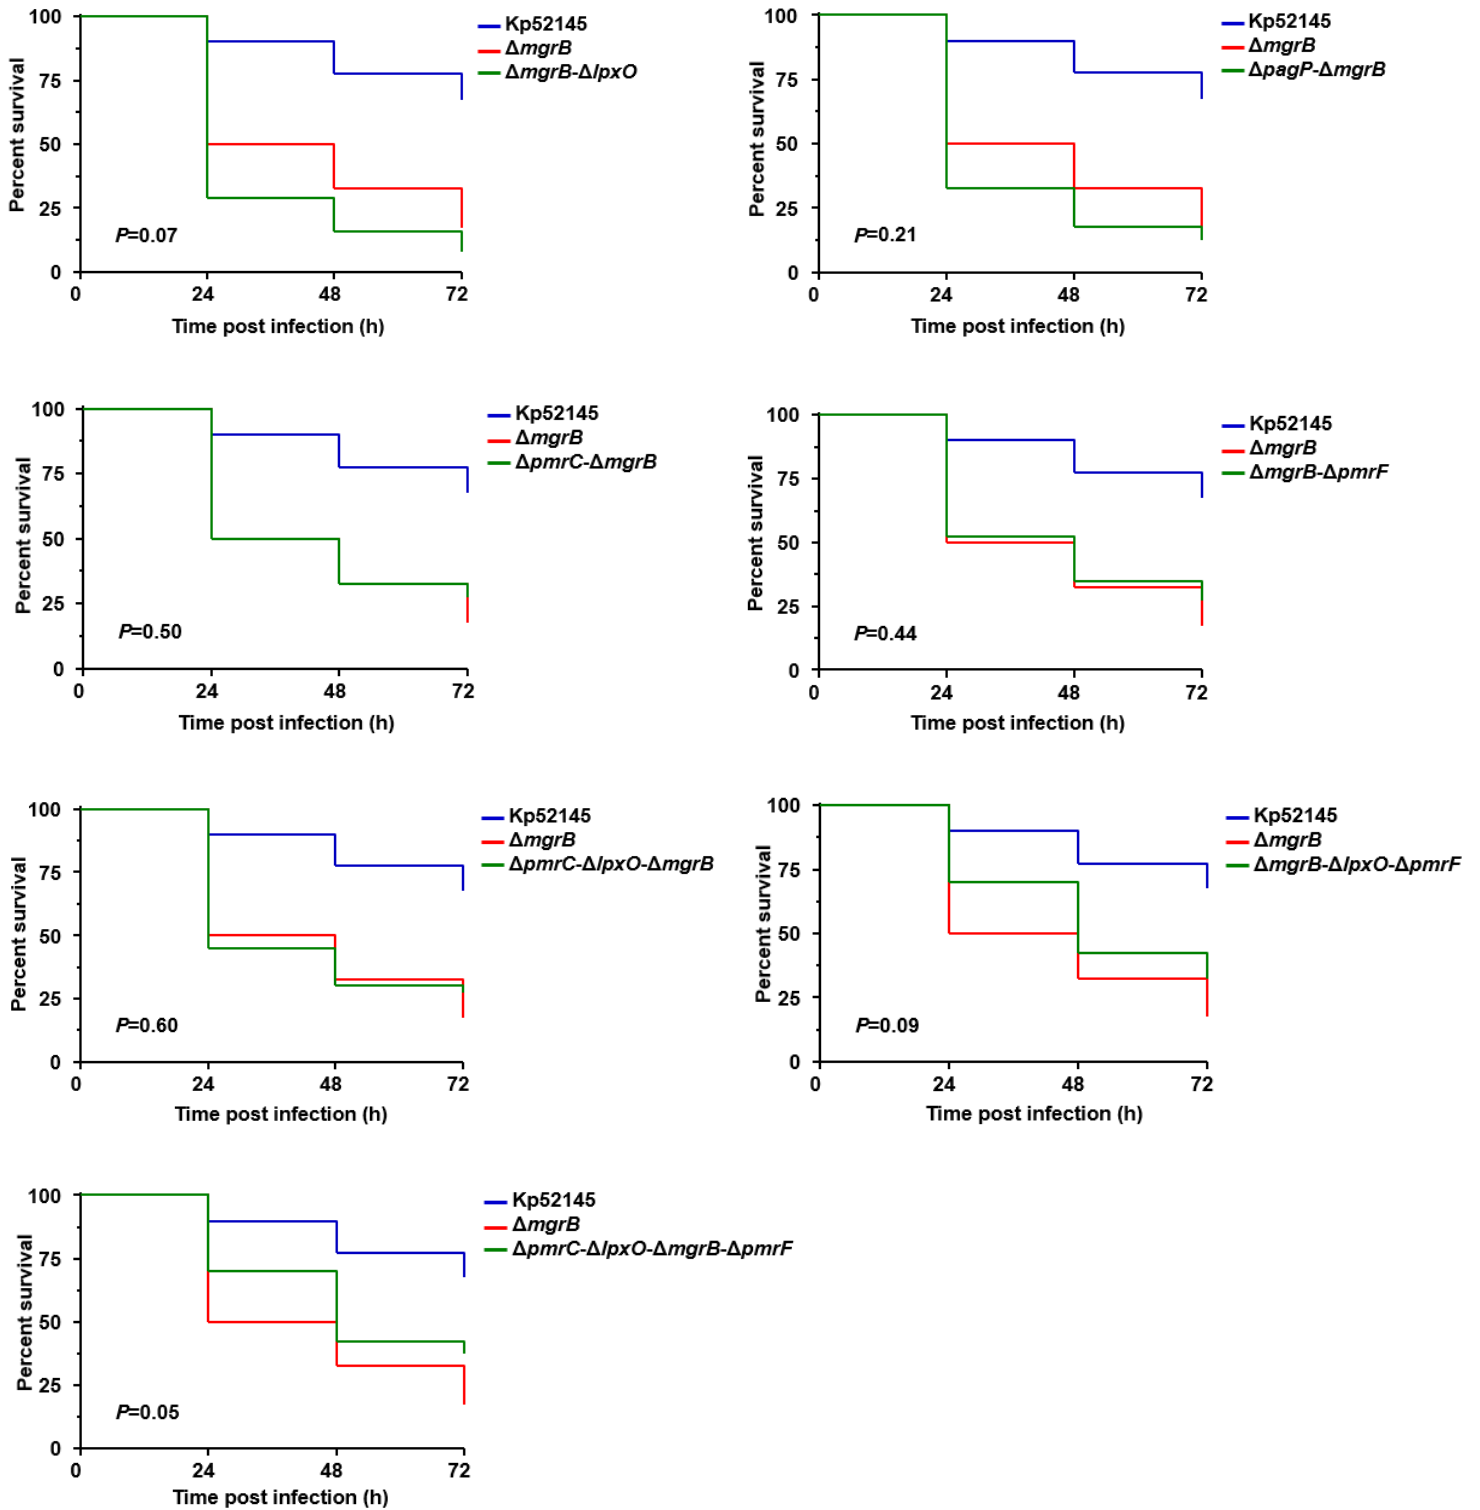 Kp52145
ΔmgrB
ΔmgrB-ΔlpxO
Percent survival
100
75
50
25
0
P=0.07
0 24 48 72
Time post infection (h)
Kp52145
ΔmgrB
ΔpagP-ΔmgrB
Percent survival
100
75
50
25
0
P=0.21
0 24 48 72
Time post infection (h)
Kp52145
ΔmgrB
ΔpmrC-ΔmgrB
Percent survival
100
75
50
25
0
P=0.50
0 24 48 72
Time post infection (h)
Kp52145
ΔmgrB
ΔmgrB-ΔpmrF
Percent survival
100
75
50
25
0
P=0.44
0 24 48 72
Time post infection (h)
Kp52145
ΔmgrB
ΔpmrC-ΔlpxO-ΔmgrB
Percent survival
100
75
50
25
0
P=0.60
0 24 48 72
Time post infection (h)
Kp52145
ΔmgrB
ΔmgrB-ΔlpxO-ΔpmrF
Percent survival
100
75
50
25
0
P=0.09
0 24 48 72
Time post infection (h)
Kp52145
ΔmgrB
ΔpmrC-ΔlpxO-ΔmgrB-ΔpmrF
Percent survival
100
75
50
25
0
P=0.05
0 24 48 72
Time post infection (h)